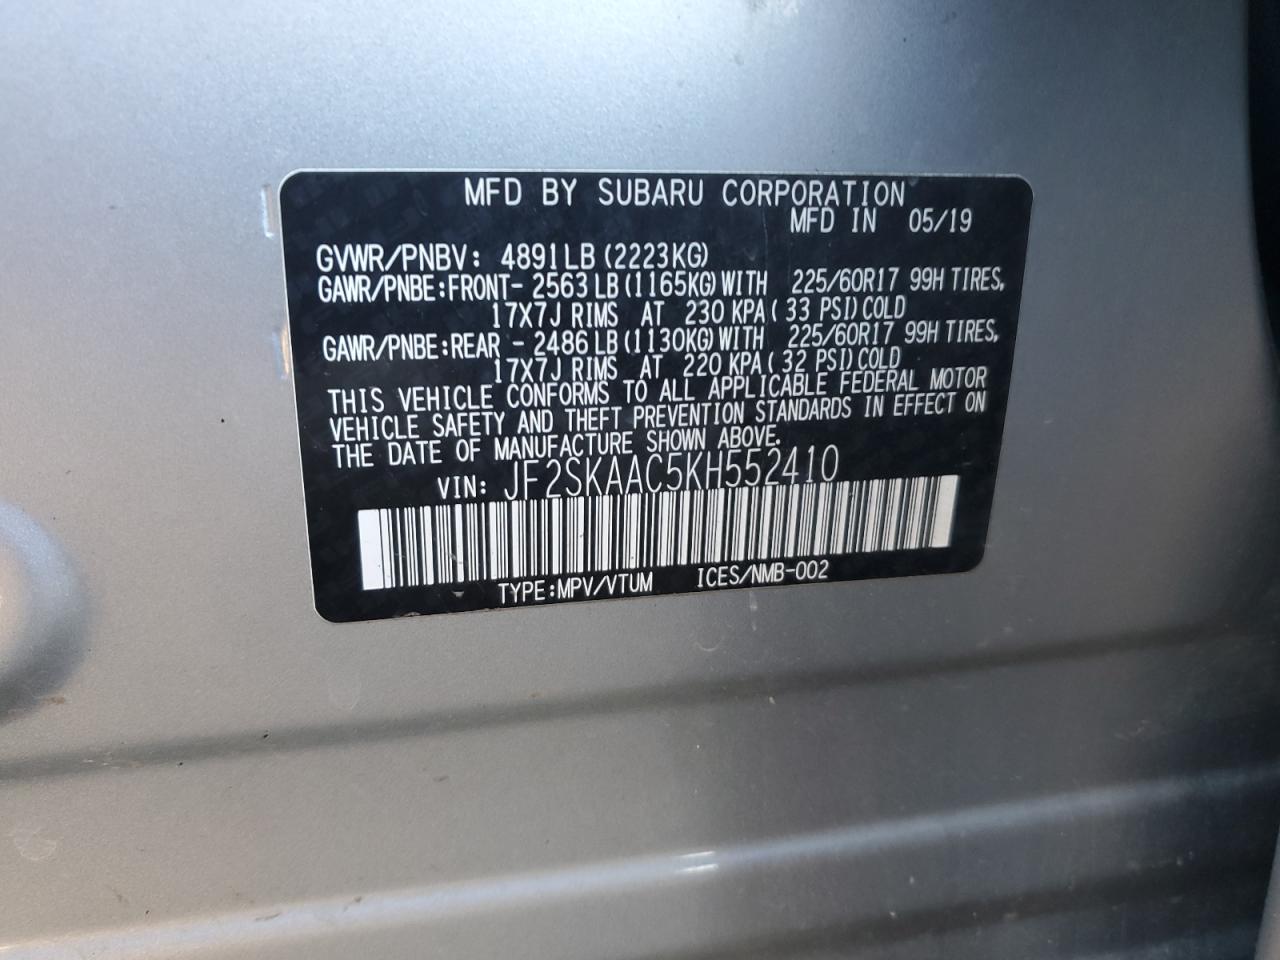 MFD BY SUBARU CORPORATION
MFD IN 05/19
GVWR/PNBV: 4891LB (2223KG)
GAWR/PNBE:FRONT- 2563 LB (1165KG) WITH 225/60R17 99H TIRES,
17X7J RIMS AT 230 KPA ( 33 PSI) COLD
GAWR/PNBE:REAR - 2486 LB (1130KG) WITH 225/60R17 99H TIRES,
17X7J RIMS AT 220 KPA ( 32 PSI) COLD
THIS VEHICLE CONFORMS TO ALL APPLICABLE FEDERAL MOTOR
VEHICLE SAFETY AND THEFT PREVENTION STANDARDS IN EFFECT ON
THE DATE OF MANUFACTURE SHOWN ABOVE.
VIN: JF2SKAAC5KH552410
TYPE:MPV/VTUM ICES/NMB-002